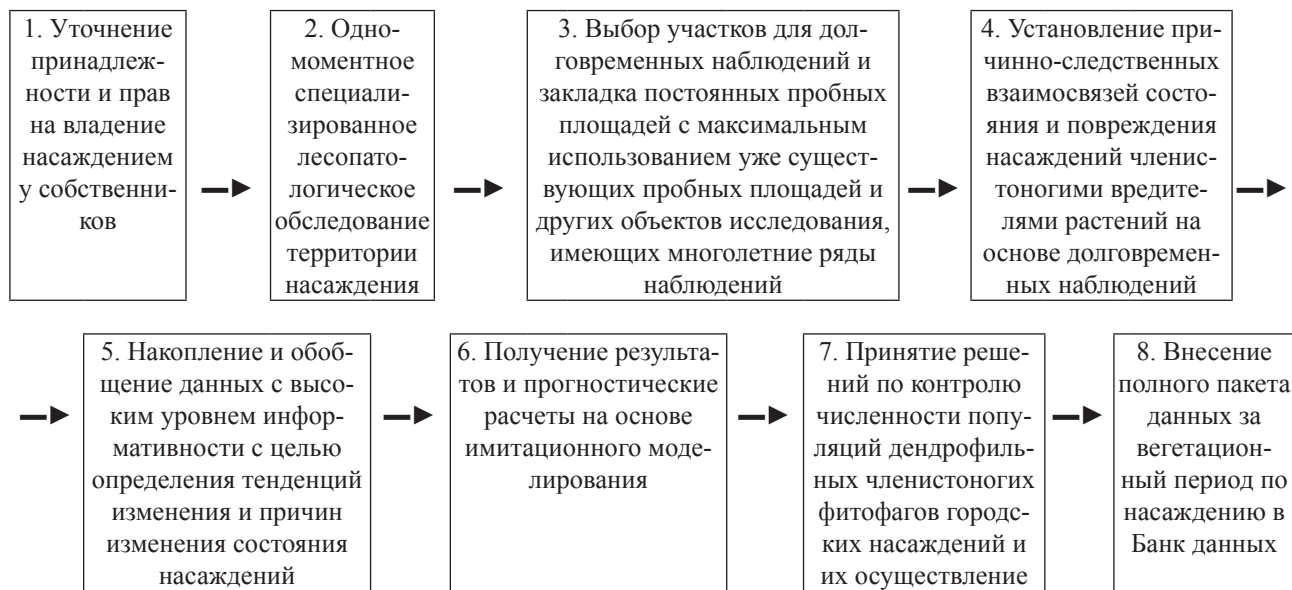 1. Уточнение
принадлеж-
ности и прав
на владение
насаждением
у собственни-
ков
2. Одно-
моментное
специали-
зированное
лесопато-
логическое
обследование
территории
насаждения
3. Выбор участков для дол-
говременных наблюдений и
закладка постоянных пробных
площадей с максимальным
использованием уже сущест-
вующих пробных площадей и
других объектов исследования,
имеющих многолетние ряды
наблюдений
4. Установление при-
чинно-следственных
взаимосвязей состо-
яния и повреждения
насаждений членис-
тоногими вредите-
лями растений на
основе долговремен-
ных наблюдений
5. Накопление и обоб-
щение данных с высо-
ким уровнем инфор-
мативности с целью
определения тенденций
изменения и причин
изменения состояния
насаждений
6. Получение результа-
тов и прогностические
расчеты на основе
имитационного моде-
лирования
7. Принятие реше-
ний по контролю
численности попу-
ляций дендрофиль-
ных членистоногих
фитофагов городс-
ких насаждений и
их осуществление
8. Внесение
полного пакета
данных за
вегетацион-
ный период по
насаждению в
Банк данных